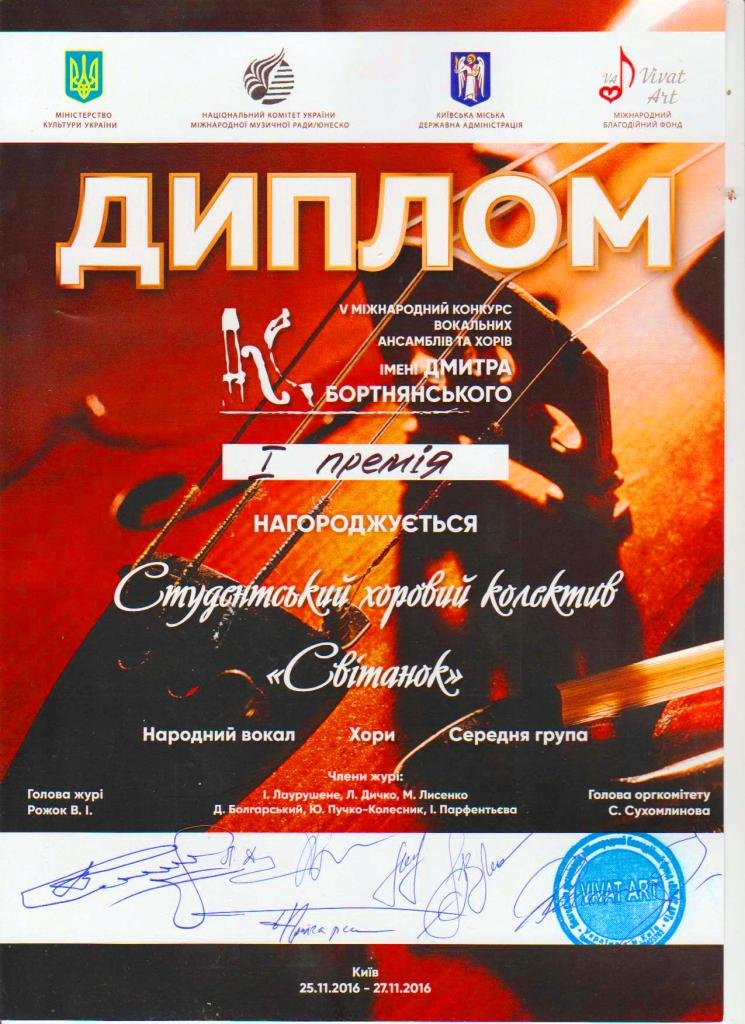 МІНІСТЕРСТВО
КУЛЬТУРИ УКРАЇНИ
НАЦІОНАЛЬНИЙ КОМІТЕТ УКРАЇНИ
МІЖНАРОДНОЇ МУЗИЧНОЇ РАДИ/ЮНЕСКО
КИЇВСЬКА МІСЬКА
ДЕРЖАВНА АДМІНІСТРАЦІЯ
VA Vivat
Art
МІЖНАРОДНИЙ
БЛАГОДІЙНИЙ ФОНД
ДИПЛОМ
V МІЖНАРОДНИЙ КОНКУРС
ВОКАЛЬНИХ
АНСАМБЛІВ ТА ХОРІВ
ІМЕНІ ДМИТРА
БОРТНЯНСЬКОГО
I премія
НАГОРОДЖУЄТЬСЯ
Студентський хоровий колектив
«Світанок»
Народний вокал Хори Середня група
Голова журі
Рожок В. І.
Члени журі:
І. Лаурушене, Л. Дичко, М. Лисенко
Д. Болгарський, Ю. Пучко-Колесник, І. Парфентьєва
Голова оргкомітету
С. Сухомлинова
VIVAT ART
Київ
25.11.2016 - 27.11.2016